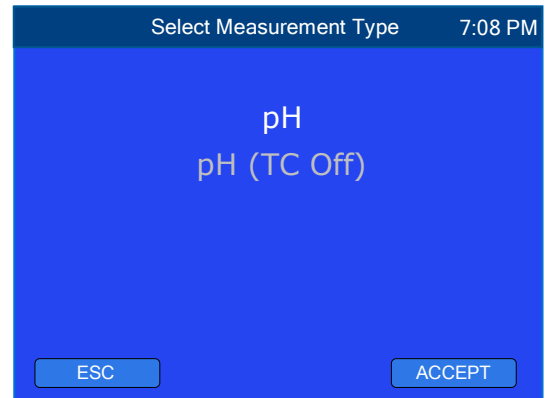 Select Measurement Type 7:08 PM
pH
pH (TC Off)
ESC ACCEPT